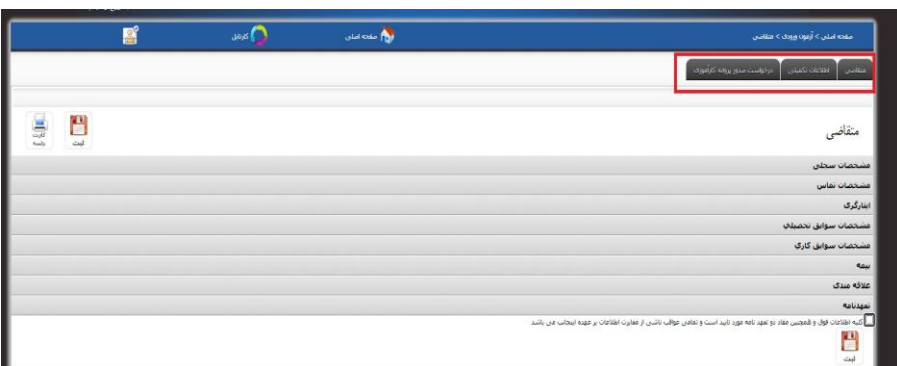 صفحه اصلی > آزمون ورودی > متقاضی
صفحه اصلی
کارتابل
متقاضی
اطلاعات تکمیلی
درخواست صدور پروانه کارآموزی
متقاضی
ثبت
کارت
جلسه
مشخصات سجلی
مشخصات تماس
ایثارگری
مشخصات سوابق تحصیلی
مشخصات سوابق کاری
بیمه
علاقه مندی
تعهدنامه
کلیه اطلاعات فوق و همچنین مفاد دو تعهد نامه مورد تایید است و تمامی عواقب ناشی از مغایرت اطلاعات بر عهده اینجانب می باشد
ثبت